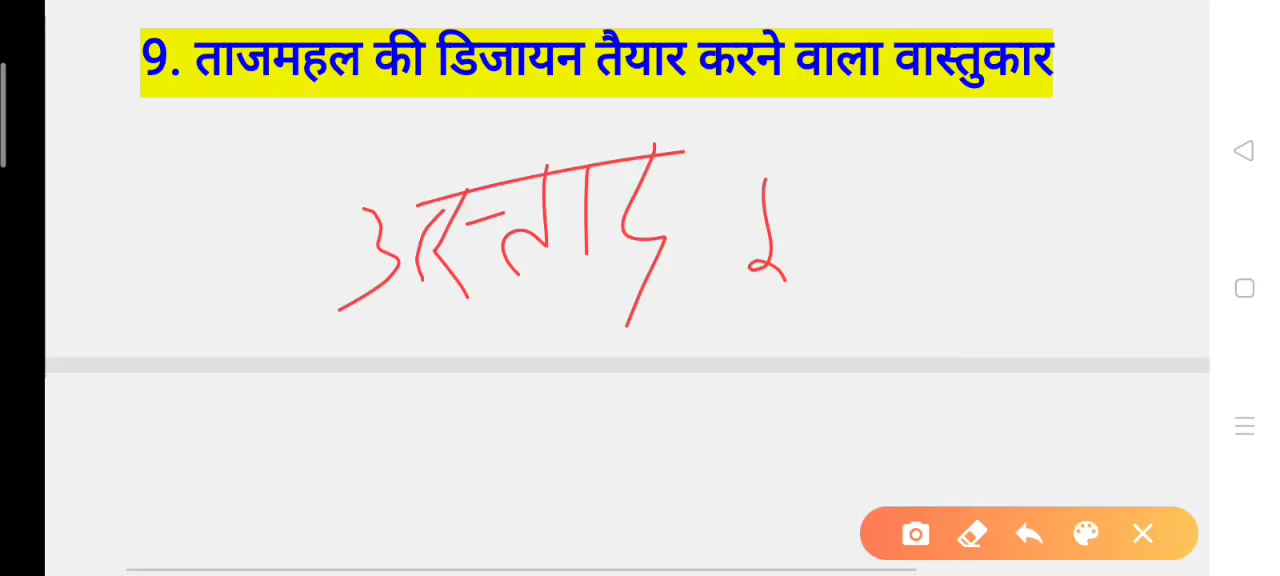 9. ताजमहल की डिजायन तैयार करने वाला वास्तुकार
उस्ताद